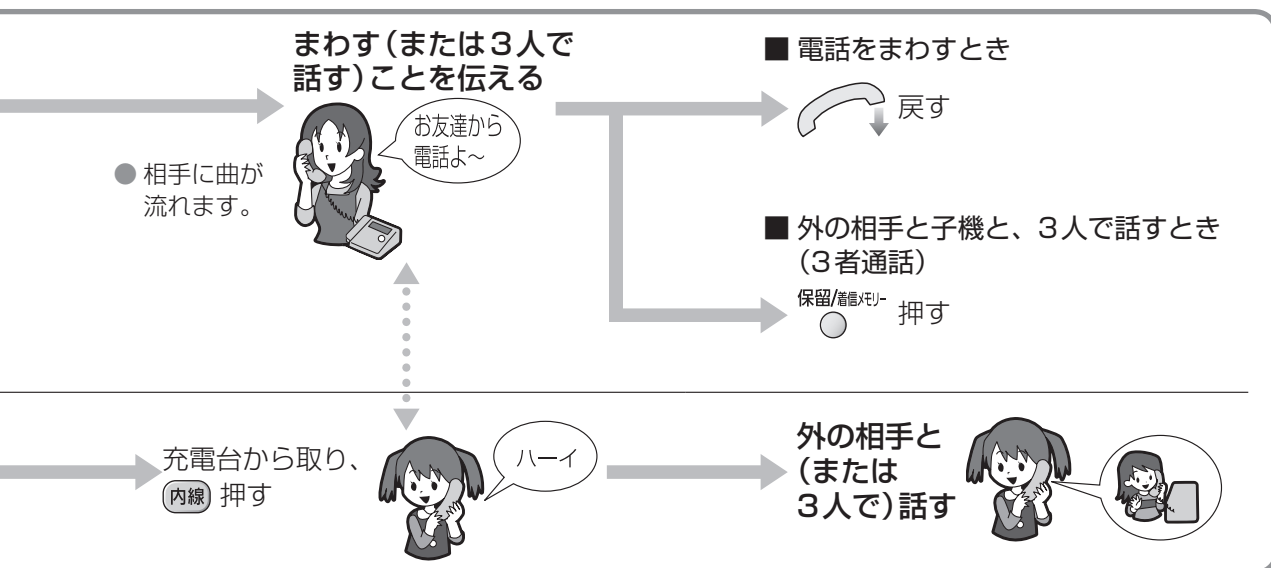 まわす(または3人で
話す)ことを伝える
お友達から
電話よ~
● 相手に曲が
流れます。
■ 電話をまわすとき
戻す
■ 外の相手と子機と、3人で話すとき
(3者通話)
保留/着信メモリー
押す
充電台から取り、
内線 押す
ハーイ
外の相手と
(または
3人で)話す